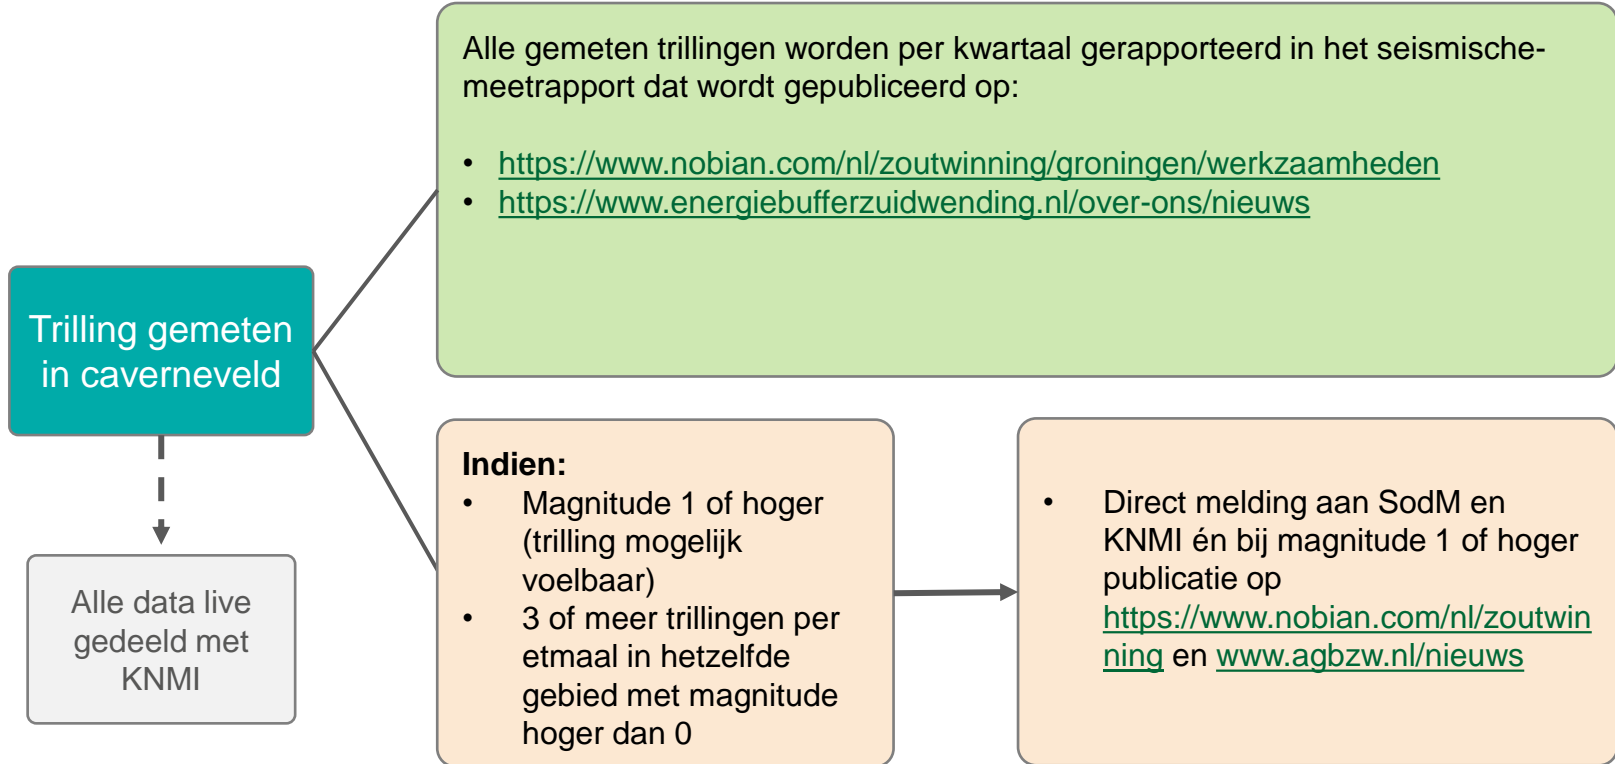 Alle gemeten trillingen worden per kwartaal gerapporteerd in het seismische-
meetrapport dat wordt gepubliceerd op:
• https://www.nobian.com/nl/zoutwinning/groningen/werkzaamheden
• https://www.energiebufferzuidwending.nl/over-ons/nieuws
Trilling gemeten
in caverneveld
Alle data live
gedeeld met
KNMI
Indien:
• Magnitude 1 of hoger
(trilling mogelijk
voelbaar)
• 3 of meer trillingen per
etmaal in hetzelfde
gebied met magnitude
hoger dan 0
• Direct melding aan SodM en
KNMI én bij magnitude 1 of hoger
publicatie op
https://www.nobian.com/nl/zoutwin
ning en www.agbzw.nl/nieuws